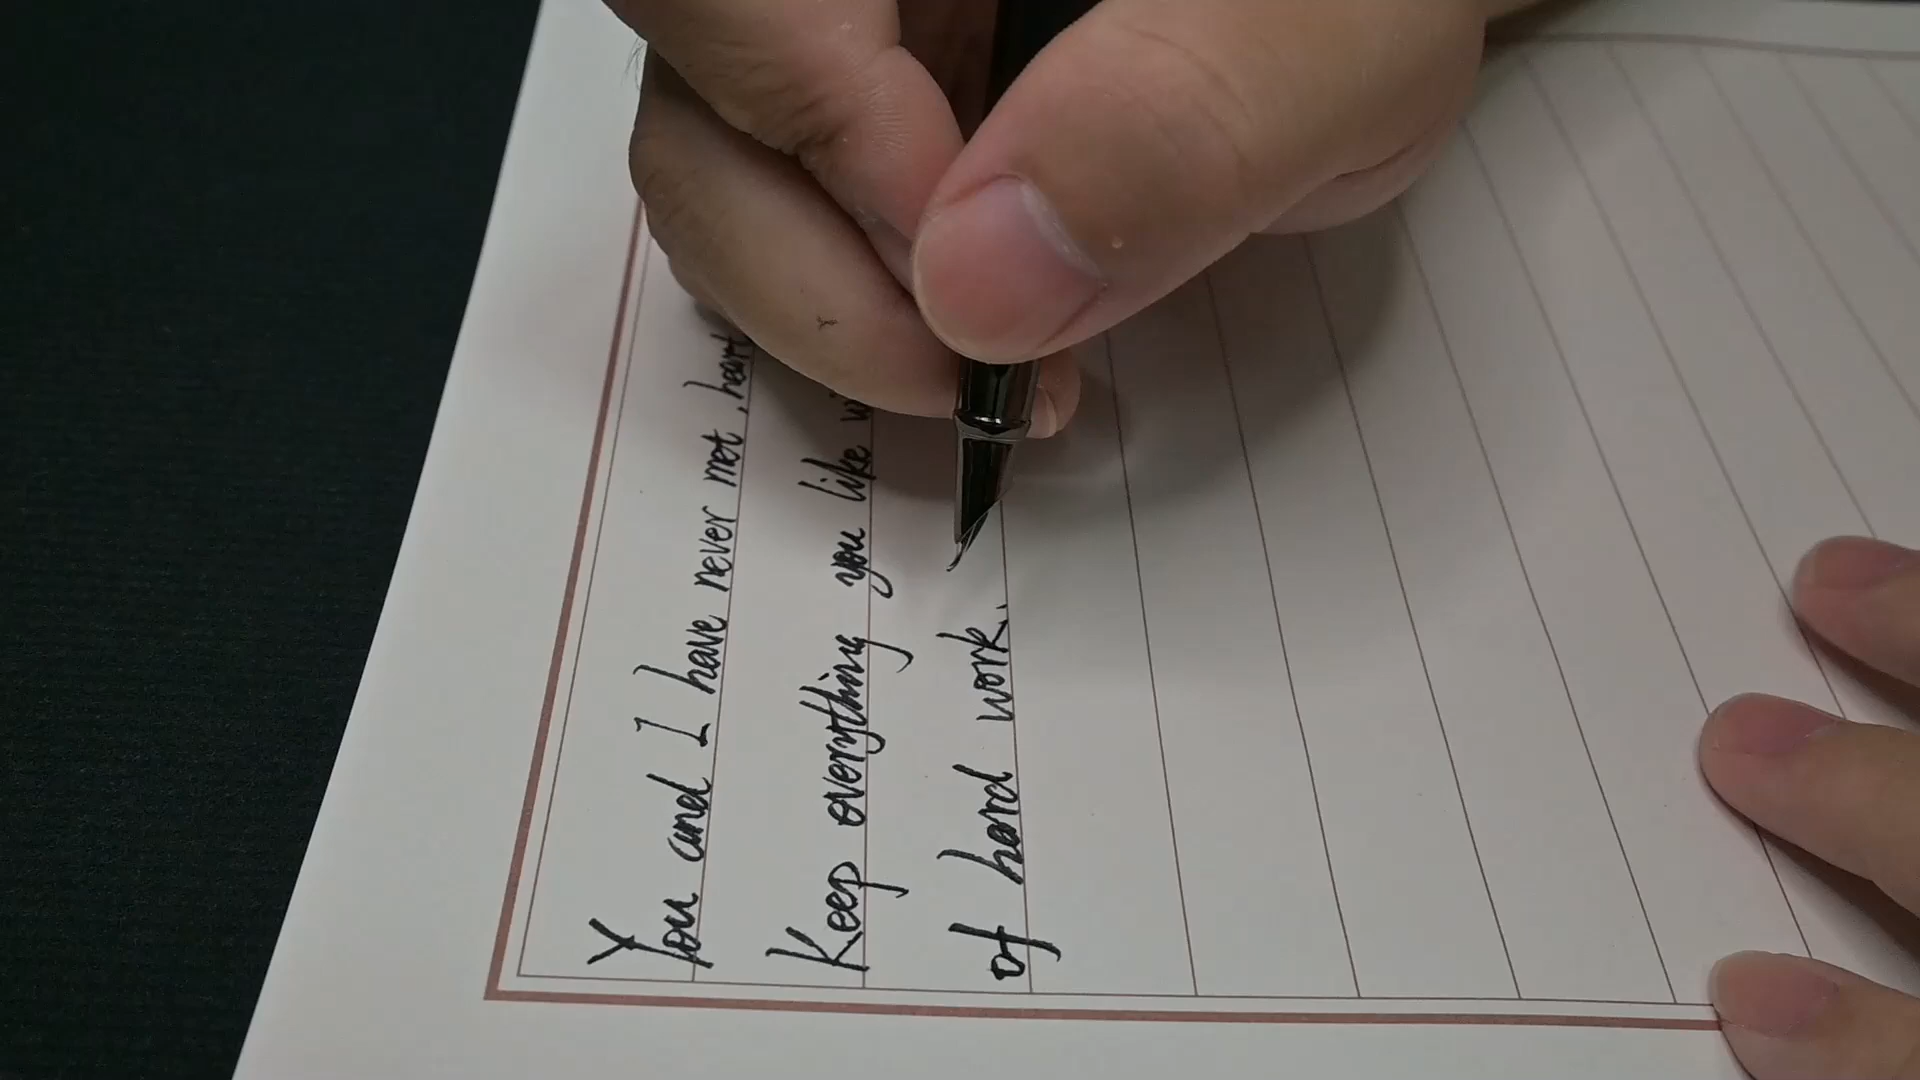 You and I have never met, heart
Keep everything you like
of hard work.